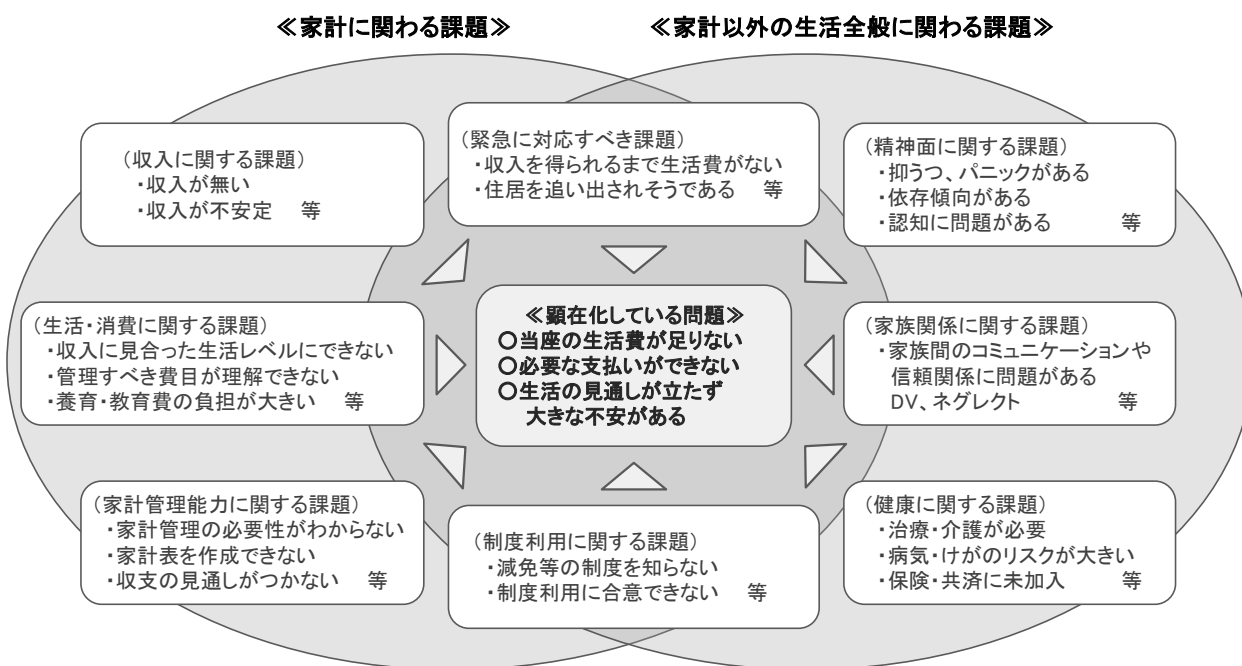 ≪家計に関わる課題≫
≪家計以外の生活全般に関わる課題≫
（収入に関する課題）
・収入が無い
・収入が不安定　等
（緊急に対応すべき課題）
・収入を得られるまで生活費がない
・住居を追い出されそうである　等
（精神面に関する課題）
・抑うつ、パニックがある
・依存傾向がある
・認知に問題がある　等
（生活・消費に関する課題）
・収入に見合った生活レベルにできない
・管理すべき費目が理解できない
・養育・教育費の負担が大きい　等
≪顕在化している問題≫
○当座の生活費が足りない
○必要な支払いができない
○生活の見通しが立たず
大きな不安がある
（家族関係に関する課題）
・家族間のコミュニケーションや
信頼関係に問題がある
DV、ネグレクト　等
（家計管理能力に関する課題）
・家計管理の必要性がわからない
・家計表を作成できない
・収支の見通しがつかない　等
（制度利用に関する課題）
・減免等の制度を知らない
・制度利用に合意できない　等
（健康に関する課題）
・治療・介護が必要
・病気・けがのリスクが大きい
・保険・共済に未加入　等